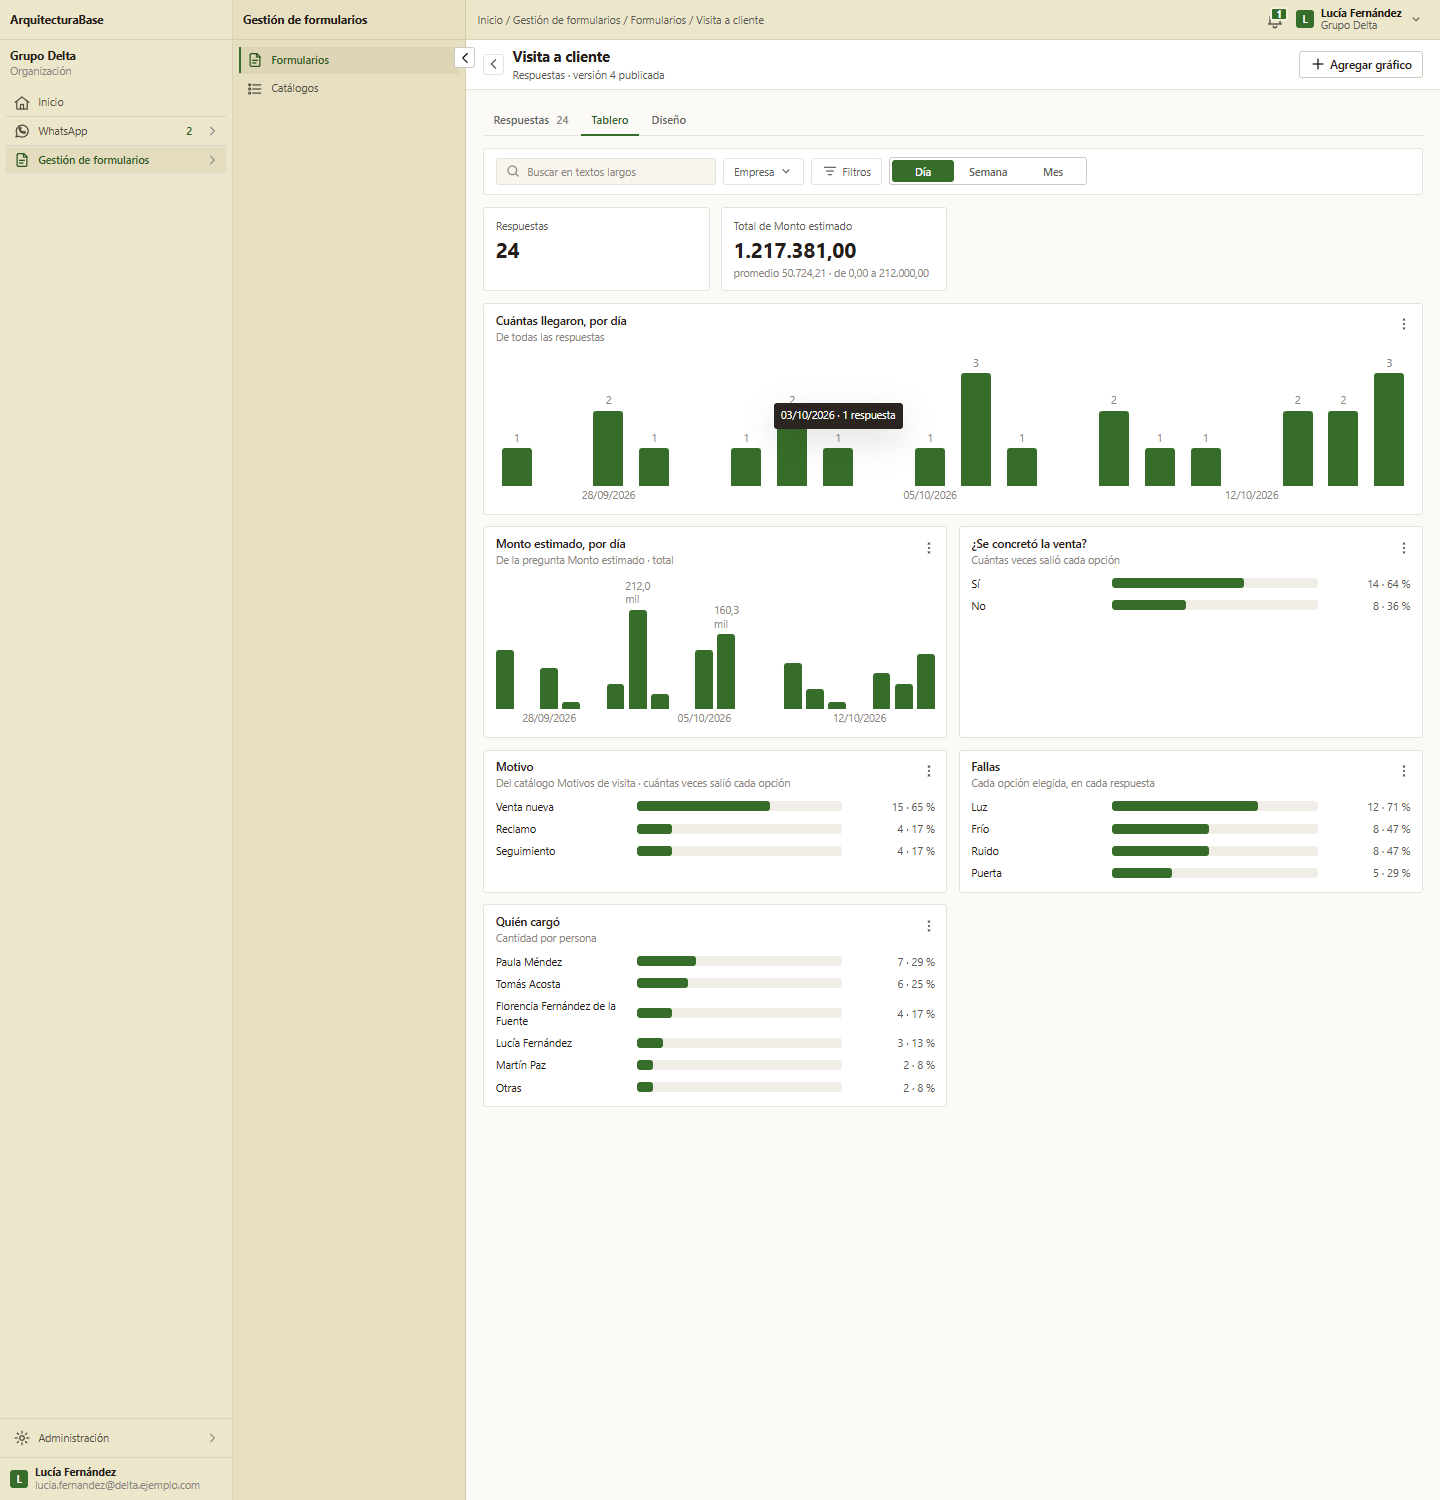 ArquitecturaBase
Grupo Delta
Organización
Inicio
WhatsApp 2
Gestión de formularios
Administración
L Lucía Fernández
lucia.fernandez@delta.ejemplo.com
Gestión de formularios
Formularios
Catálogos
Inicio / Gestión de formularios / Formularios / Visita a cliente
1
L Lucía Fernández
Grupo Delta
Visita a cliente
Respuestas · versión 4 publicada
Agregar gráfico
Respuestas 24 Tablero Diseño
Buscar en textos largos Empresa Filtros Día Semana Mes
Respuestas
24
Total de Monto estimado
1.217.381,00
promedio 50.724,21 · de 0,00 a 212.000,00
Cuántas llegaron, por día
De todas las respuestas
1 2 1 1 2 1 1 3 1 2 1 1 2 2 3
03/10/2026 · 1 respuesta
28/09/2026 05/10/2026 12/10/2026
Monto estimado, por día
De la pregunta Monto estimado · total
212,0
mil
160,3
mil
28/09/2026 05/10/2026 12/10/2026
¿Se concretó la venta?
Cuántas veces salió cada opción
Sí 14 · 64 %
No 8 · 36 %
Motivo
Del catálogo Motivos de visita · cuántas veces salió cada opción
Venta nueva 15 · 65 %
Reclamo 4 · 17 %
Seguimiento 4 · 17 %
Fallas
Cada opción elegida, en cada respuesta
Luz 12 · 71 %
Frío 8 · 47 %
Ruido 8 · 47 %
Puerta 5 · 29 %
Quién cargó
Cantidad por persona
Paula Méndez 7 · 29 %
Tomás Acosta 6 · 25 %
Florencia Fernández de la
Fuente 4 · 17 %
Lucía Fernández 3 · 13 %
Martín Paz 2 · 8 %
Otras 2 · 8 %